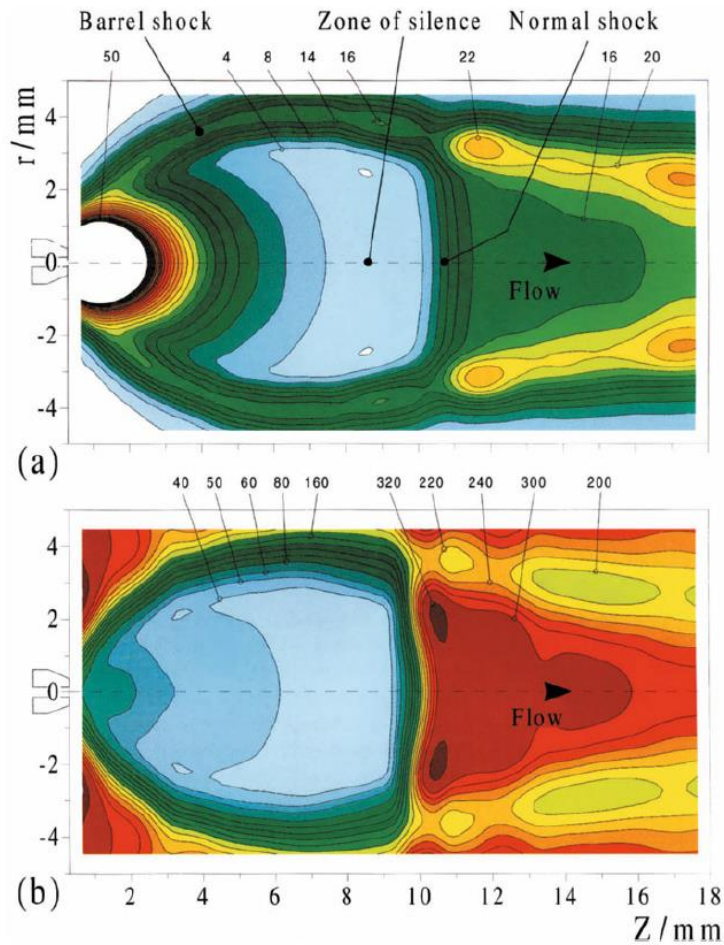 Barrel shock Zone of silence Normal shock
50 4 8 14 16 22 16 20
r/mm
4
2
0
-2
-4
Flow
(a)
40 50 60 80 160 320 220 240 300 200
4
2
0
-2
-4
Flow
(b)
2 4 6 8 10 12 14 16 18
Z/mm